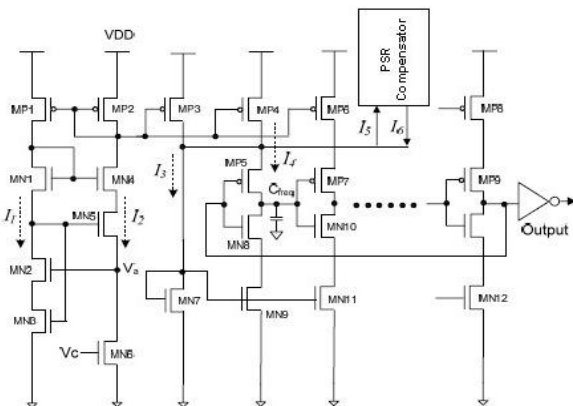 VDD
PSR
Compensator
MP1
MP2
MP3
MP4
MP6
MP8
I5
I6
I3
I4
MP5
MP7
MP9
MN1
MN4
Cfreq
I1
MN5
I2
MN8
MN10
Output
MN2
Va
MN3
MN7
MN9
MN11
MN12
Vc
MN6